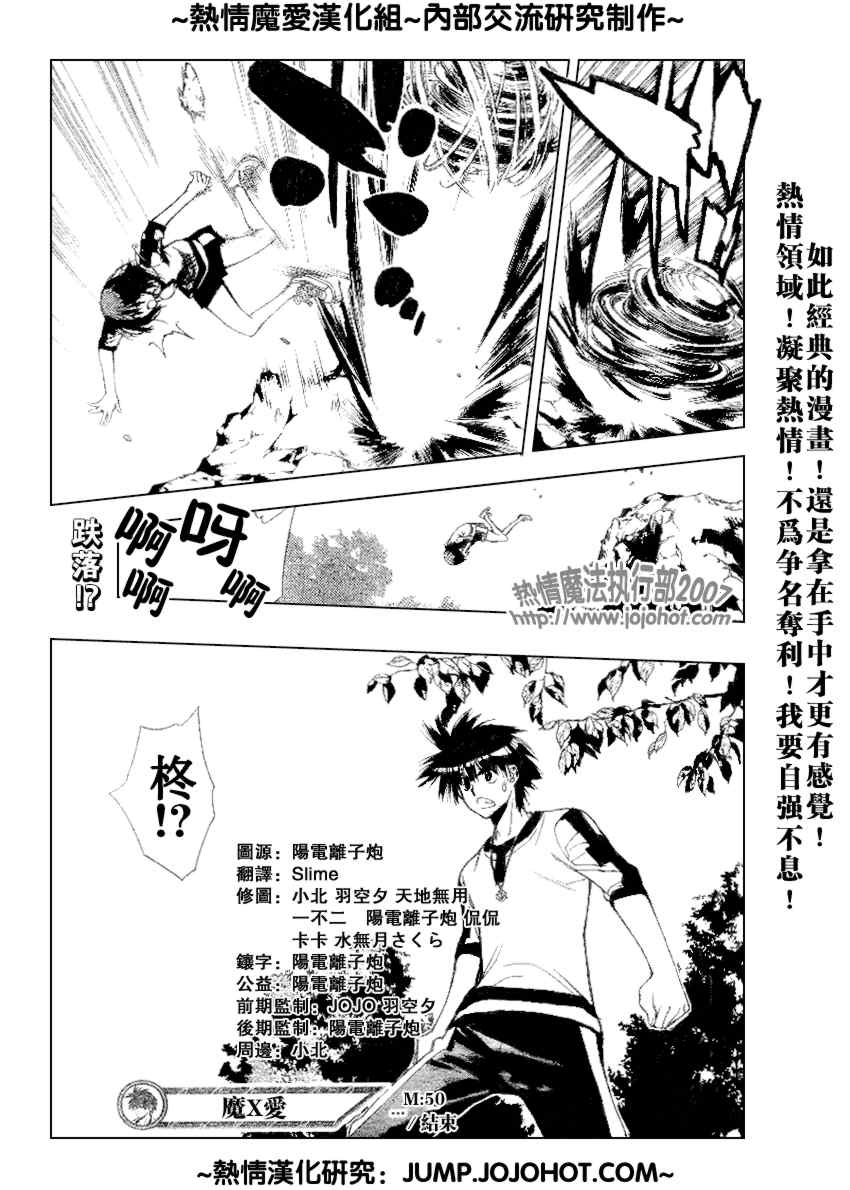 ~熱情魔愛漢化組~內部交流研究制作~
如此經典的漫畫！還是拿在手中才更有感覺！
熱情領域！凝聚熱情！不爲争名奪利！我要自强不息！
呀
啊
啊
啊
跌落!?
熱情魔法执行部2007
http://www.jojohot.com
柊!?
圖源：陽電離子炮
翻譯：Slime
修圖：小北 羽空夕 天地無用
一不二 陽電離子炮 侃侃
卡卡 水無月さくら
鑲字：陽電離子炮
公益：陽電離子炮
前期監制：JOJO 羽空夕
後期監制：陽電離子炮
周邊：小北
魔X愛
M:50
... / 結束
~熱情漢化研究：JUMP.JOJOHOT.COM~